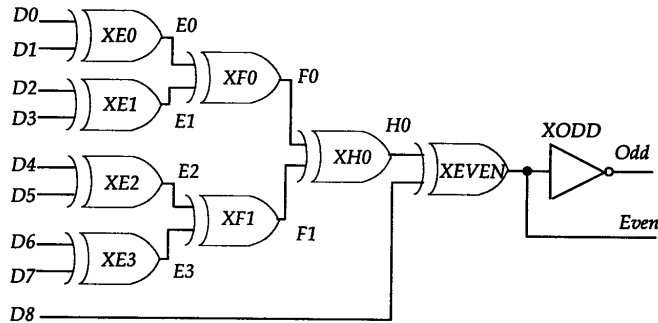 D0
XE0
E0
D1
XF0
F0
D2
XE1
D3
E1
H0
XODD
Odd
XH0
XEVEN
D4
XE2
E2
D5
XF1
F1
Even
D6
XE3
E3
D7
D8